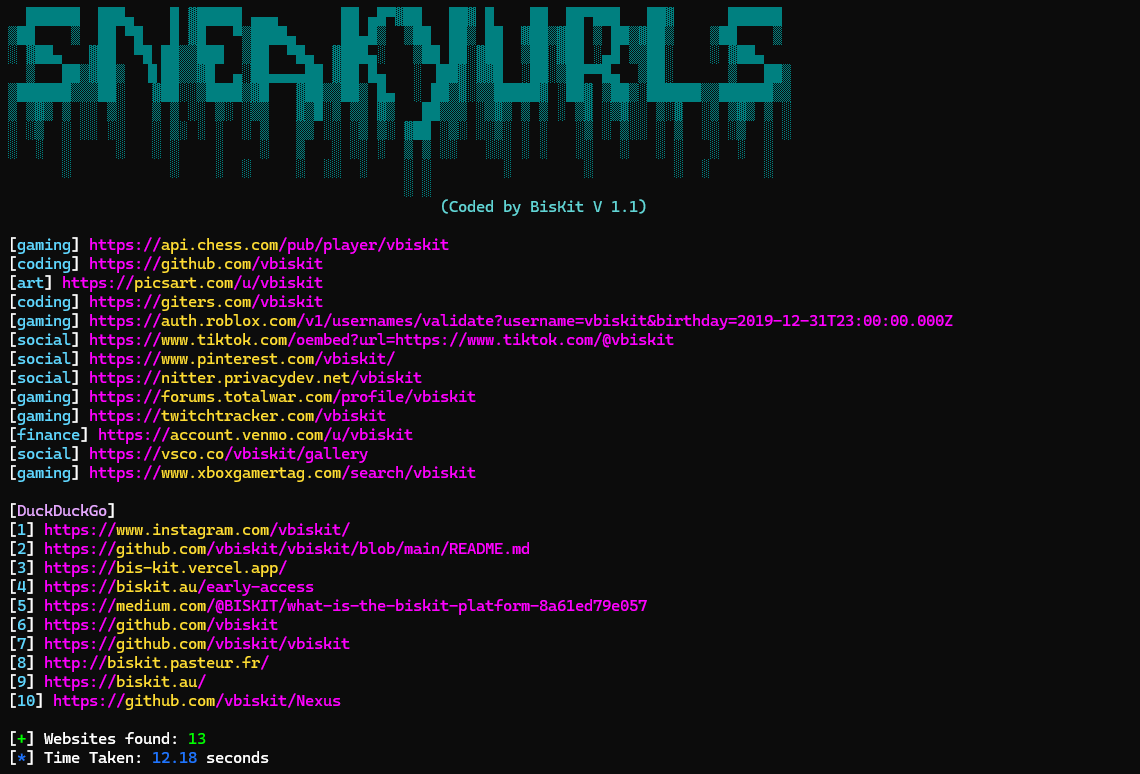 (Coded by BisKit V 1.1)
[gaming] https://api.chess.com/pub/player/vbiskit
[coding] https://github.com/vbiskit
[art] https://picsart.com/u/vbiskit
[coding] https://giters.com/vbiskit
[gaming] https://auth.roblox.com/v1/usernames/validate?username=vbiskit&birthday=2019-12-31T23:00:00.000Z
[social] https://www.tiktok.com/oembed?url=https://www.tiktok.com/@vbiskit
[social] https://www.pinterest.com/vbiskit/
[social] https://nitter.privacydev.net/vbiskit
[gaming] https://forums.totalwar.com/profile/vbiskit
[gaming] https://twitchtracker.com/vbiskit
[finance] https://account.venmo.com/u/vbiskit
[social] https://vsco.co/vbiskit/gallery
[gaming] https://www.xboxgamertag.com/search/vbiskit
[DuckDuckGo]
[1] https://www.instagram.com/vbiskit/
[2] https://github.com/vbiskit/vbiskit/blob/main/README.md
[3] https://bis-kit.vercel.app/
[4] https://biskit.au/early-access
[5] https://medium.com/@BISKIT/what-is-the-biskit-platform-8a61ed79e057
[6] https://github.com/vbiskit
[7] https://github.com/vbiskit/vbiskit
[8] http://biskit.pasteur.fr/
[9] https://biskit.au/
[10] https://github.com/vbiskit/Nexus
[+] Websites found: 13
[*] Time Taken: 12.18 seconds